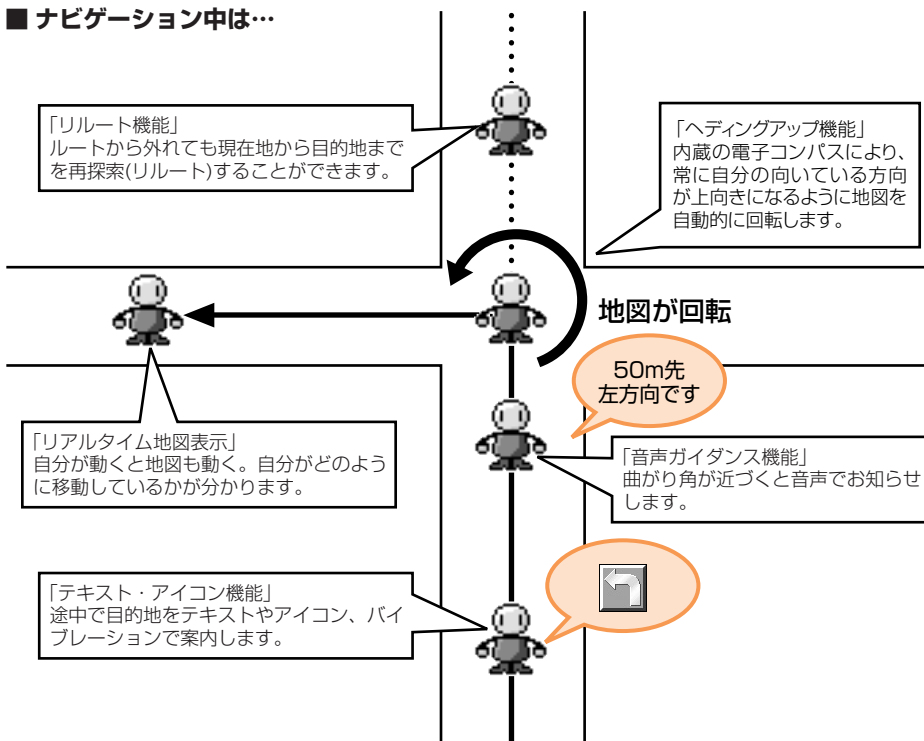 ■ ナビゲーション中は…
「リルート機能」
ルートから外れても現在地から目的地まで
を再探索(リルート)することができます。
「ヘディングアップ機能」
内蔵の電子コンパスにより、
常に自分の向いている方向
が上向きになるように地図を
自動的に回転します。
地図が回転
50m先
左方向です
「リアルタイム地図表示」
自分が動くと地図も動く。自分がどのよう
に移動しているかが分かります。
「音声ガイダンス機能」
曲がり角が近づくと音声でお知らせ
します。
「テキスト・アイコン機能」
途中で目的地をテキストやアイコン、バイ
ブレーションで案内します。